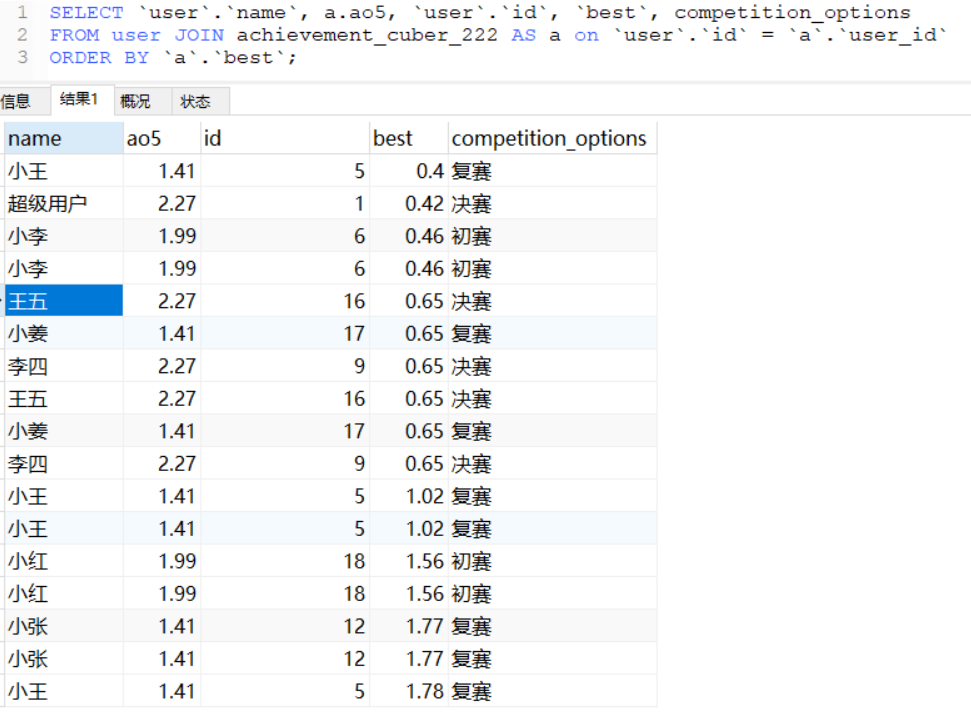 1 SELECT `user`.`name`, a.ao5, `user`.`id`, `best`, competition_options
2 FROM user JOIN achievement_cuber_222 AS a on `user`.`id` = `a`.`user_id`
3 ORDER BY `a`.`best`;
信息 结果1 概况 状态
name ao5 id best competition_options
小王 1.41 5 0.4 复赛
超级用户 2.27 1 0.42 决赛
小李 1.99 6 0.46 初赛
小李 1.99 6 0.46 初赛
王五 2.27 16 0.65 决赛
小姜 1.41 17 0.65 复赛
李四 2.27 9 0.65 决赛
王五 2.27 16 0.65 决赛
小姜 1.41 17 0.65 复赛
李四 2.27 9 0.65 决赛
小王 1.41 5 1.02 复赛
小王 1.41 5 1.02 复赛
小红 1.99 18 1.56 初赛
小红 1.99 18 1.56 初赛
小张 1.41 12 1.77 复赛
小张 1.41 12 1.77 复赛
小王 1.41 5 1.78 复赛